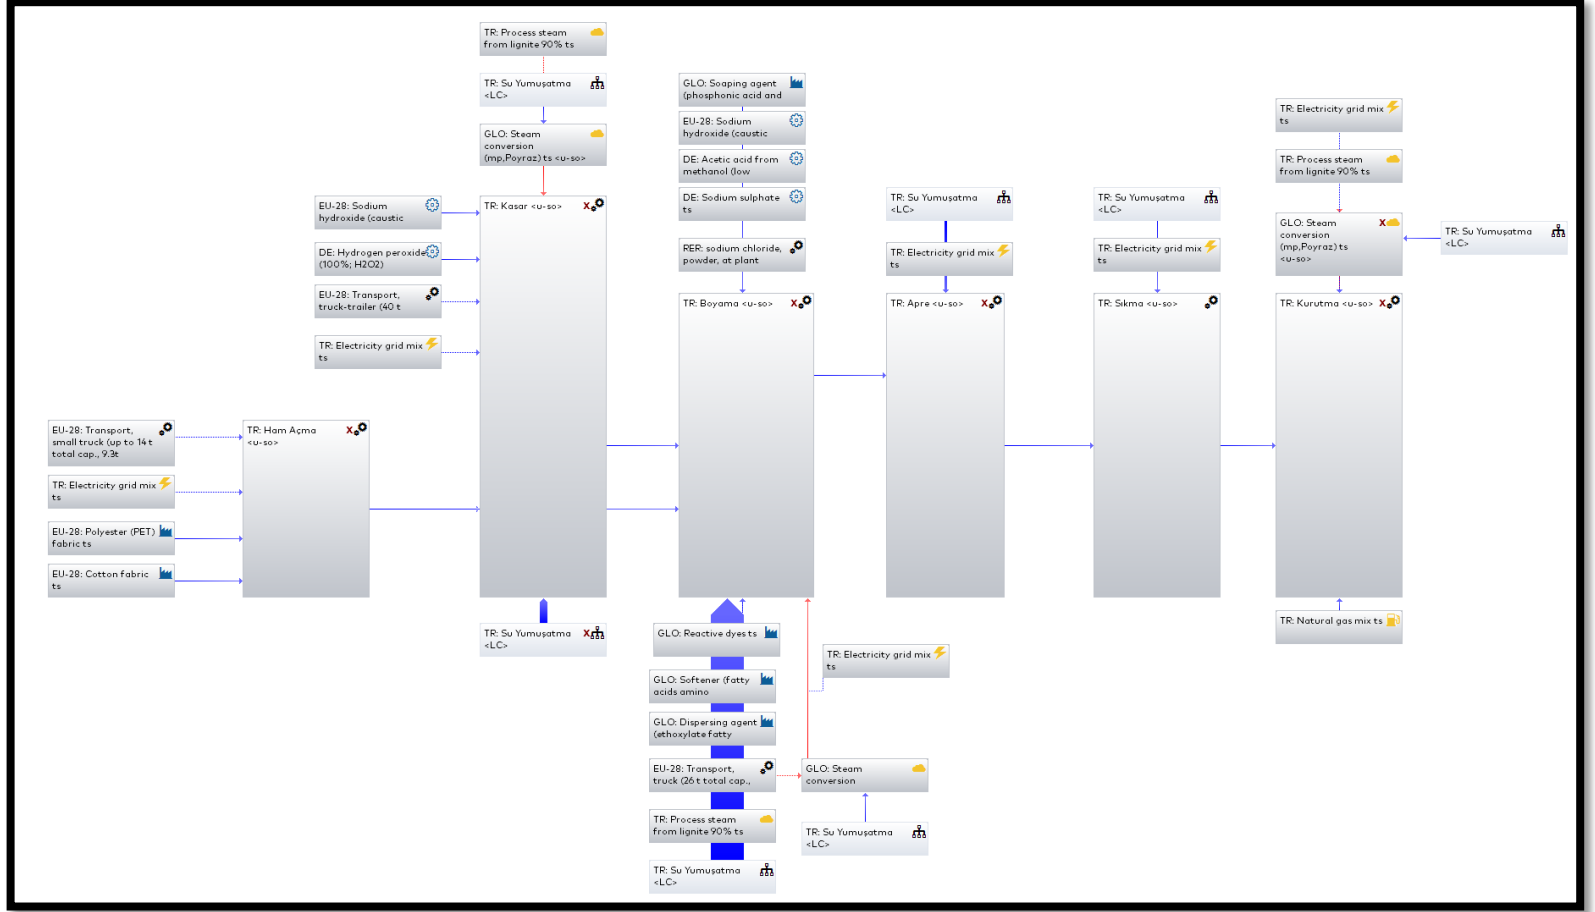 TR: Process steam
from lignite 90% ts
TR: Su Yumuşatma
<LC>
GLO: Steam
conversion
(mp,Poyraz) ts <u-so>
GLO: Soaping agent
(phosphonic acid and
EU-28: Sodium
hydroxide (caustic
DE: Acetic acid from
methanol (low
DE: Sodium sulphate
ts
RER: sodium chloride,
powder, at plant
TR: Electricity grid mix
ts
TR: Process steam
from lignite 90% ts
GLO: Steam
conversion
(mp,Poyraz) ts
<u-so>
TR: Su Yumuşatma
<LC>
TR: Su Yumuşatma
<LC>
TR: Electricity grid mix
ts
TR: Su Yumuşatma
<LC>
TR: Electricity grid mix
ts
EU-28: Sodium
hydroxide (caustic
DE: Hydrogen peroxide
(100%; H2O2)
EU-28: Transport,
truck-trailer (40 t
TR: Electricity grid mix
ts
TR: Kasar <u-so> X
TR: Boyama <u-so> X
TR: Apre <u-so> X
TR: Sıkma <u-so>
TR: Kurutma <u-so> X
EU-28: Transport,
small truck (up to 14 t
total cap., 9.3t
TR: Electricity grid mix
ts
EU-28: Polyester (PET)
fabric ts
EU-28: Cotton fabric
ts
TR: Ham Açma X
<u-so>
TR: Su Yumuşatma X
<LC>
GLO: Reactive dyes ts
GLO: Softener (fatty
acids amino
GLO: Dispersing agent
(ethoxylate fatty
EU-28: Transport,
truck (26 t total cap.,
TR: Process steam
from lignite 90% ts
TR: Su Yumuşatma
<LC>
TR: Electricity grid mix
ts
GLO: Steam
conversion
TR: Su Yumuşatma
<LC>
TR: Natural gas mix ts